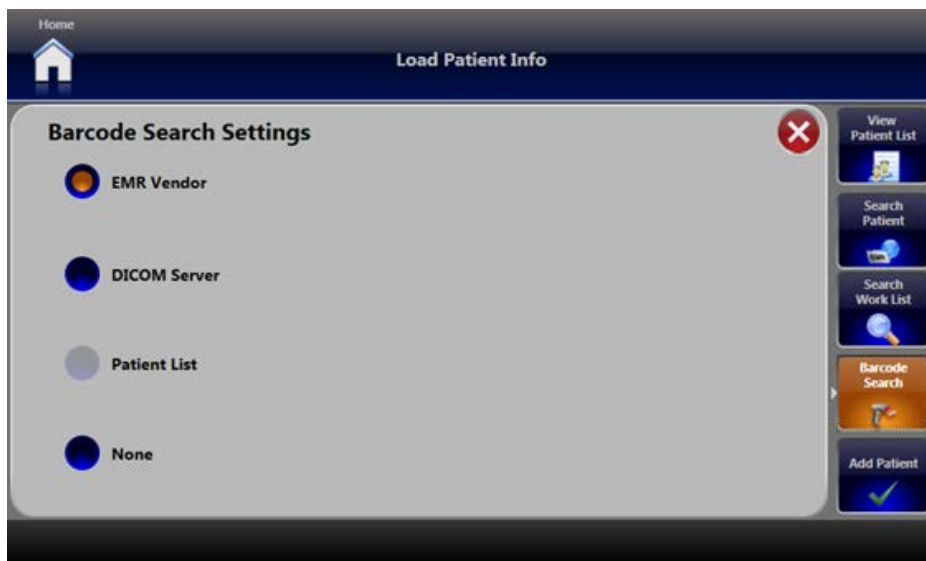 Home
Load Patient Info
Barcode Search Settings
EMR Vendor
DICOM Server
Patient List
None
View
Patient List
Search
Patient
Search
Work List
Barcode
Search
Add Patient